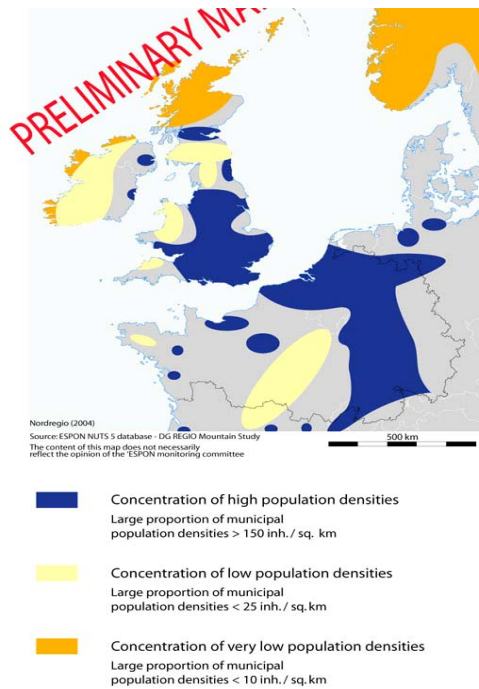 PRELIMINARY MA
Nordregio (2004)
Source: ESPON NUTS 5 database - DG REGIO Mountain Study
The content of this map does not necessarily
reflect the opinion of the 'ESPON monitoring committee
500 km
Concentration of high population densities
Large proportion of municipal
population densities > 150 inh. / sq. km
Concentration of low population densities
Large proportion of municipal
population densities < 25 inh. / sq. km
Concentration of very low population densities
Large proportion of municipal
population densities < 10 inh. / sq. km